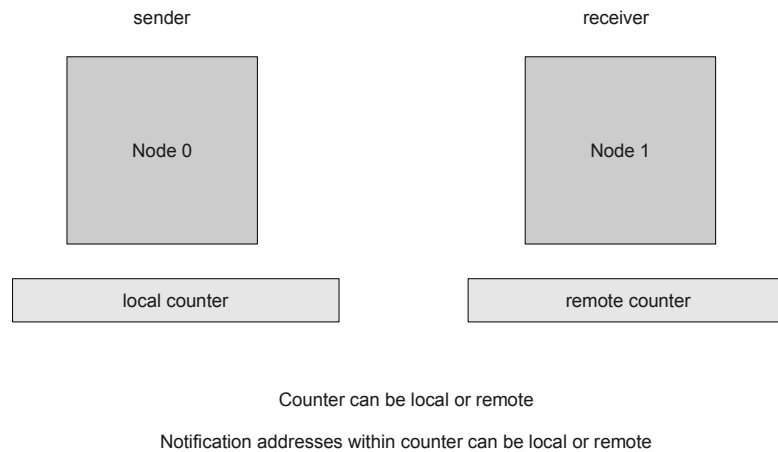 sender
receiver
Node 0
Node 1
local counter
remote counter
Counter can be local or remote
Notification addresses within counter can be local or remote